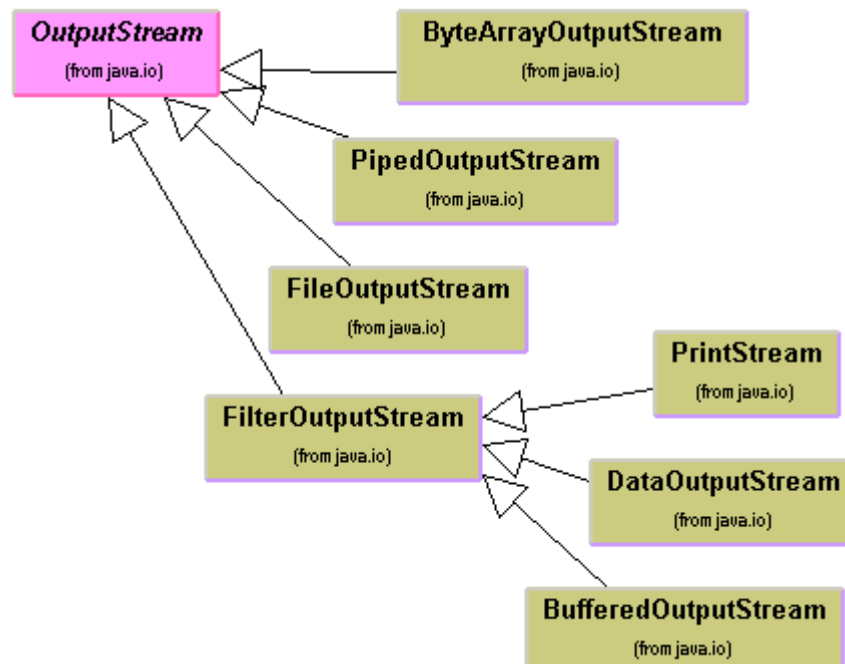 OutputStream
(from java.io)
ByteArrayOutputStream
(from java.io)
PipedOutputStream
(from java.io)
FileOutputStream
(from java.io)
PrintStream
(from java.io)
FilterOutputStream
(from java.io)
DataOutputStream
(from java.io)
BufferedOutputStream
(from java.io)